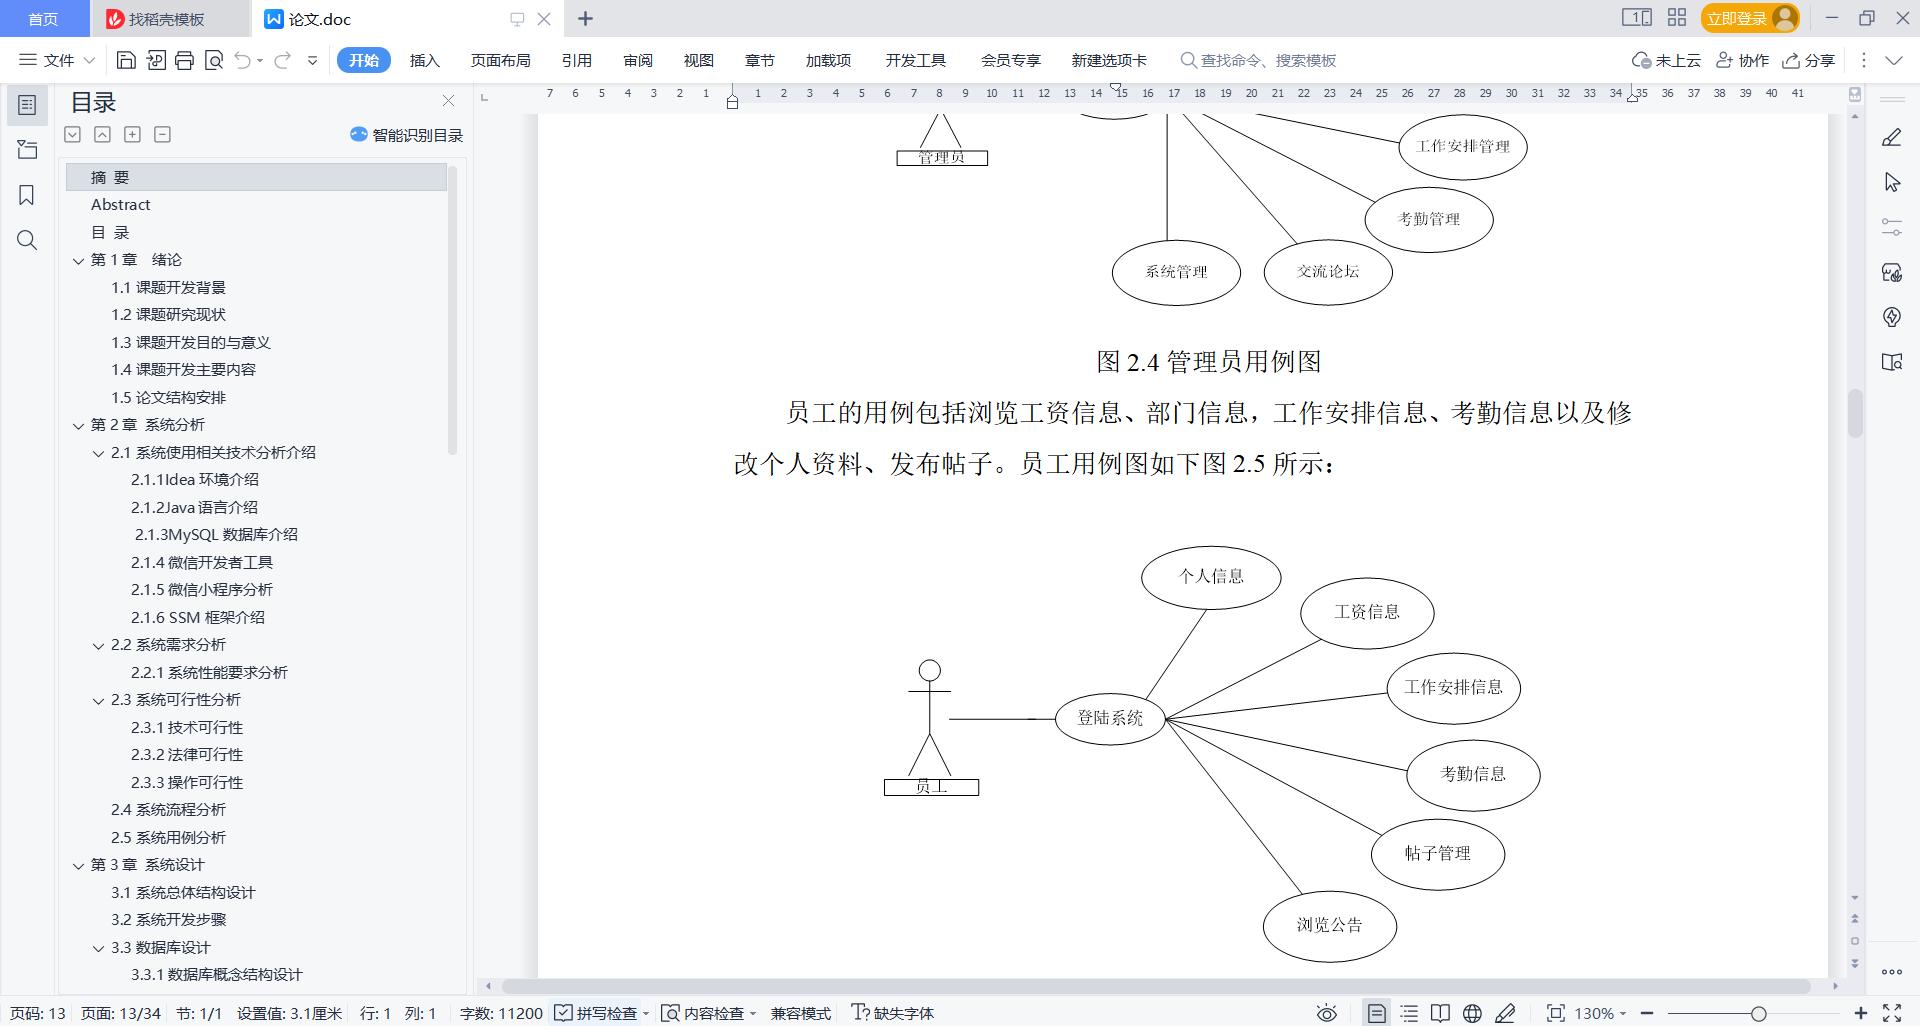 首页
找稻壳模板
论文.doc
立即登录
文件
开始
插入
页面布局
引用
审阅
视图
章节
加载项
开发工具
会员专享
新建选项卡
查找命令、搜索模板
未上云
协作
分享
目录
智能识别目录
7 6 5 4 3 2 1 1 2 3 4 5 6 7 8 9 10 11 12 13 14 15 16 17 18 19 20 21 22 23 24 25 26 27 28 29 30 31 32 33 34 35 36 37 38 39 40 41
摘 要
Abstract
目 录
第 1 章 绪论
1.1 课题开发背景
1.2 课题研究现状
1.3 课题开发目的与意义
1.4 课题开发主要内容
1.5 论文结构安排
第 2 章 系统分析
2.1 系统使用相关技术分析介绍
2.1.1Idea 环境介绍
2.1.2Java 语言介绍
2.1.3MySQL 数据库介绍
2.1.4 微信开发者工具
2.1.5 微信小程序分析
2.1.6 SSM 框架介绍
2.2 系统需求分析
2.2.1 系统性能要求分析
2.3 系统可行性分析
2.3.1 技术可行性
2.3.2 法律可行性
2.3.3 操作可行性
2.4 系统流程分析
2.5 系统用例分析
第 3 章 系统设计
3.1 系统总体结构设计
3.2 系统开发步骤
3.3 数据库设计
3.3.1 数据库概念结构设计
管理员
工作安排管理
考勤管理
系统管理
交流论坛
图 2.4 管理员用例图
员工的用例包括浏览工资信息、部门信息，工作安排信息、考勤信息以及修
改个人资料、发布帖子。员工用例图如下图 2.5 所示：
个人信息
工资信息
工作安排信息
登陆系统
考勤信息
员工
帖子管理
浏览公告
页码: 13 页面: 13/34 节: 1/1 设置值: 3.1厘米 行: 1 列: 1 字数: 11200 拼写检查 内容检查 兼容模式 缺失字体 130%